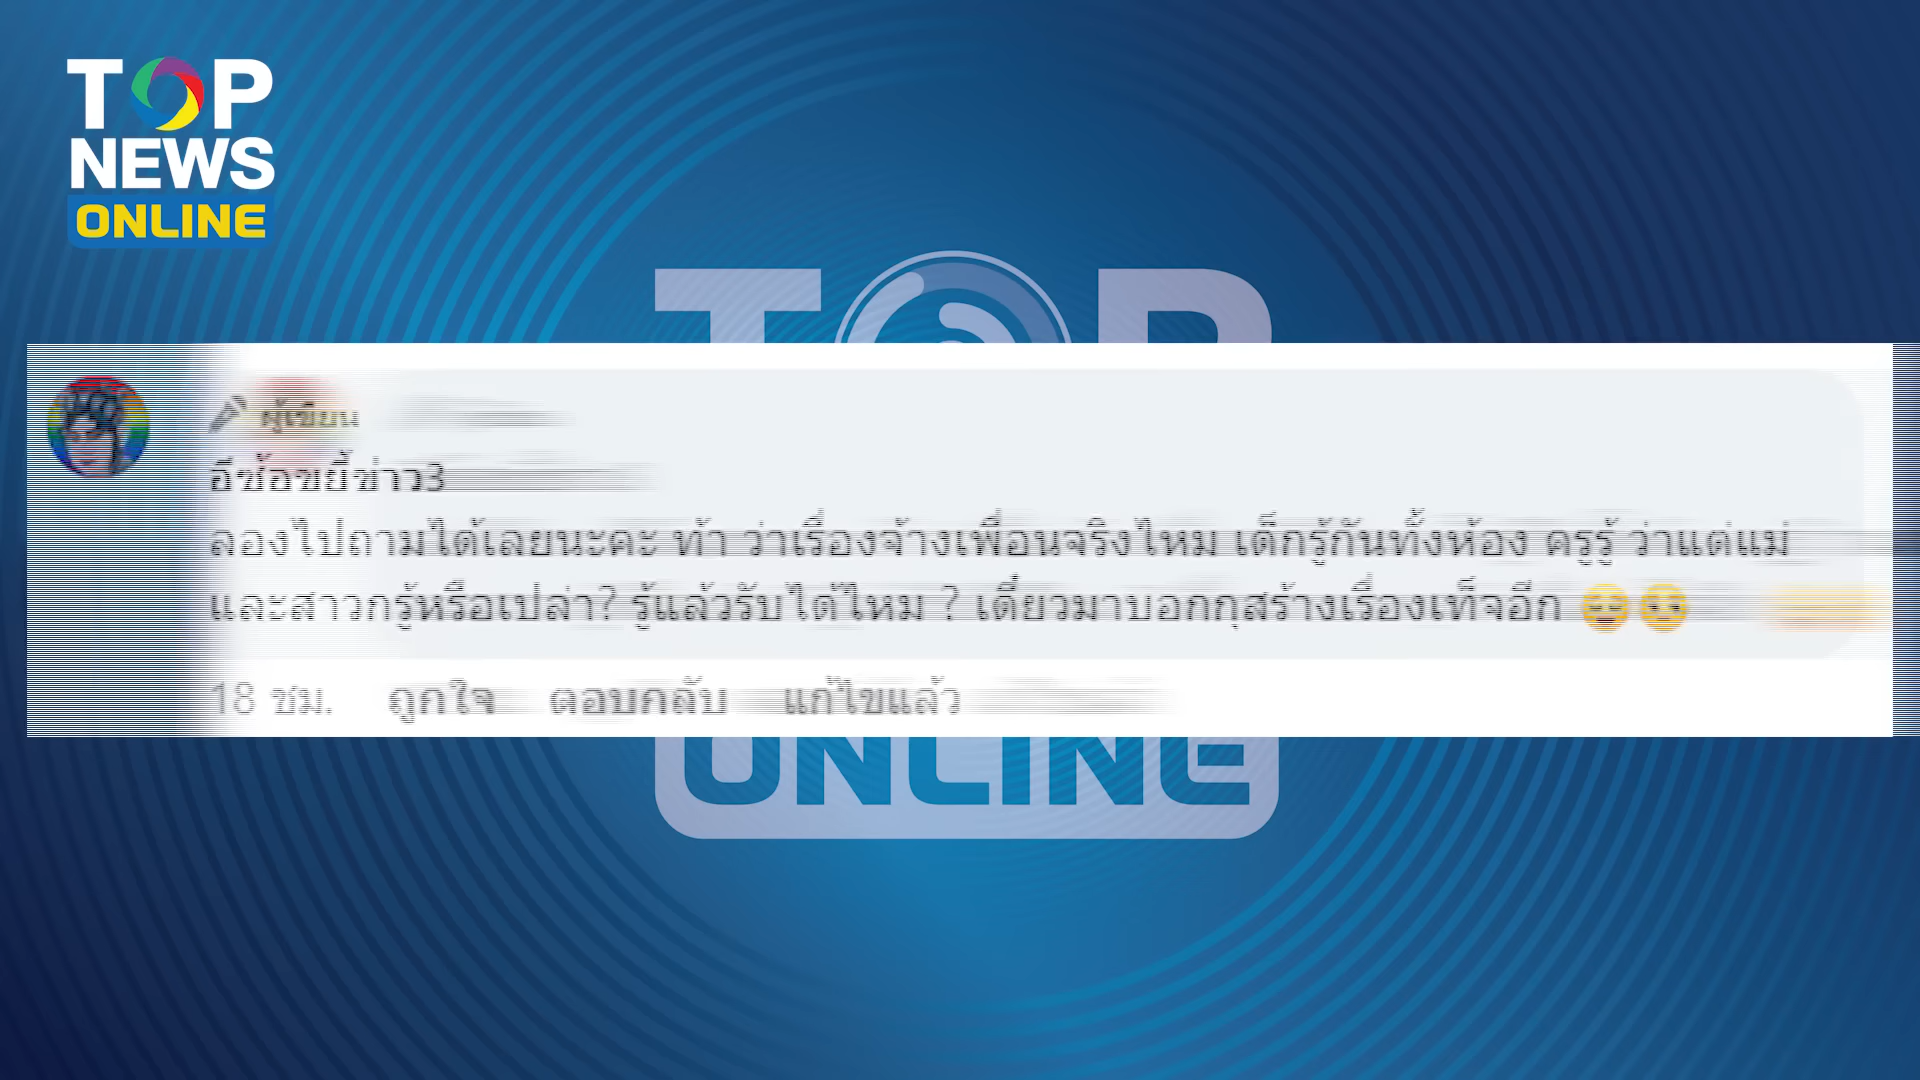 TOP
NEWS
ONLINE
TOP
ผู้เขียน
อีซ้อขยี้ข่าว3
ลองไปถามได้เลยนะคะ ท้า ว่าเรื่องจ้างเพื่อนจริงไหม เด็กรู้กันทั้งห้อง ครูรู้ ว่าแต่แม่
และสาวกรู้หรือเปล่า? รู้แล้วรับได้ไหม ? เดี๋ยวมาบอกกุสร้างเรื่องเท็จอีก 😄😔
18 ชม. ถูกใจ ตอบกลับ แก้ไขแล้ว
ONLINE